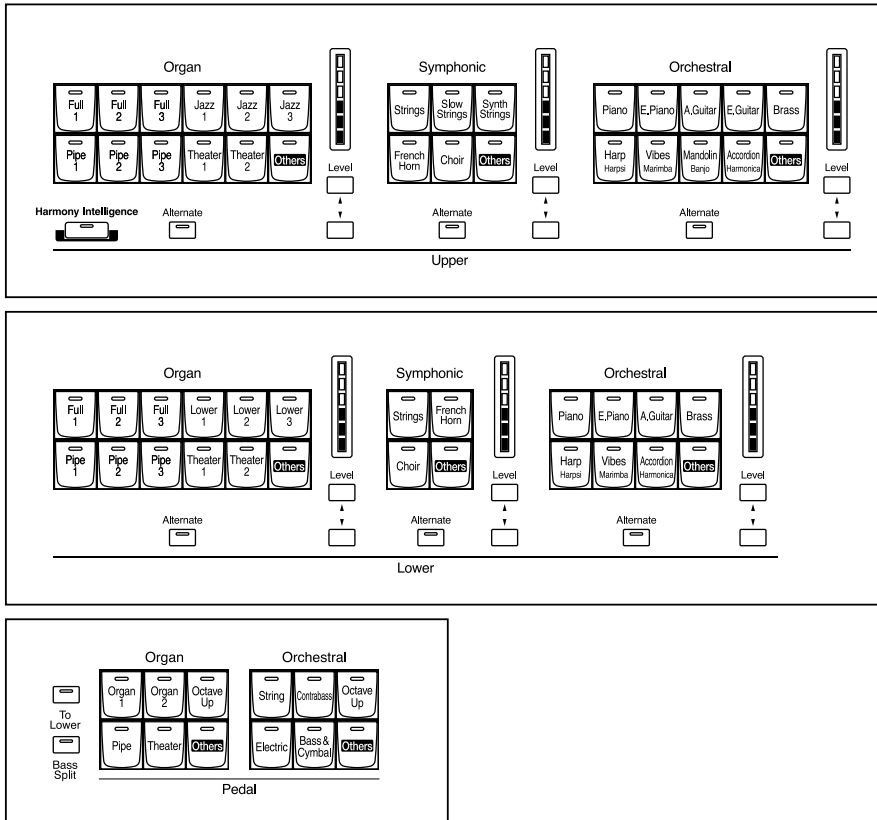 Organ Symphonic Orchestral
Full 1 Full 2 Full 3 Jazz 1 Jazz 2 Jazz 3 Strings Slow Strings Synth Strings Piano E.Piano A.Guitar E.Guitar Brass
Pipe 1 Pipe 2 Pipe 3 Theater 1 Theater 2 Others French Horn Choir Others Harp Harpsi Vibes Marimba Mandolin Banjo Accordion Harmonica Others
Level Level Level
Harmony Intelligence Alternate Alternate Alternate
Upper
Organ Symphonic Orchestral
Full 1 Full 2 Full 3 Lower 1 Lower 2 Lower 3 Strings French Horn Piano E.Piano A.Guitar Brass
Pipe 1 Pipe 2 Pipe 3 Theater 1 Theater 2 Others Choir Others Harp Harpsi Vibes Marimba Accordion Harmonica Others
Level Level Level
Alternate Alternate Alternate
Lower
Organ Orchestral
To Lower Organ 1 Organ 2 Octave Up String Contrabass Octave Up
Bass Split Pipe Theater Others Electric Bass & Cymbal Others
Pedal